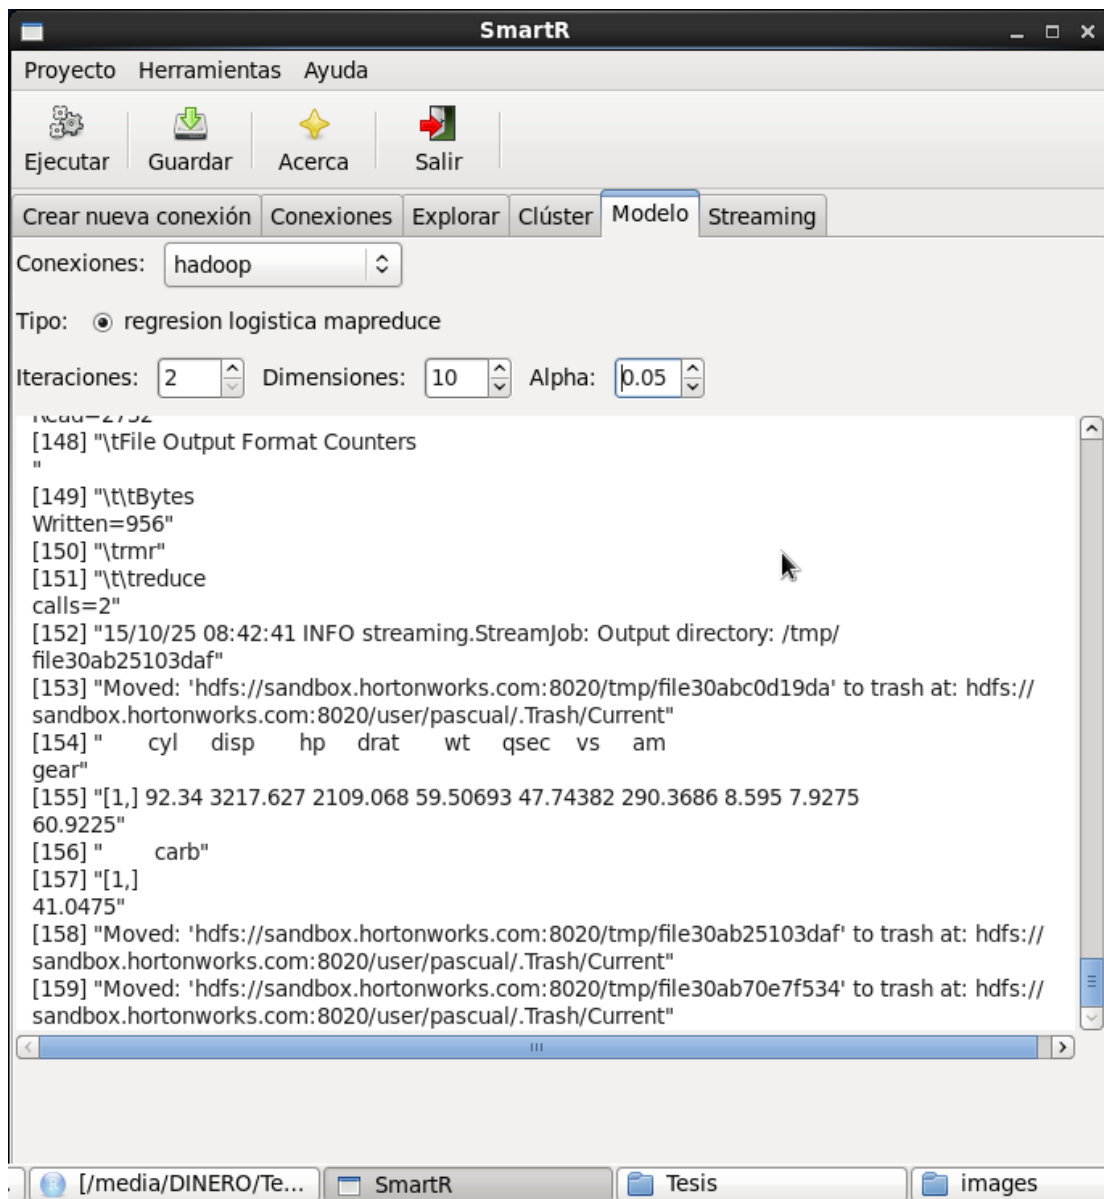 SmartR
Proyecto Herramientas Ayuda
Ejecutar Guardar Acerca Salir
Crear nueva conexión Conexiones Explorar Clúster Modelo Streaming
Conexiones: hadoop
Tipo: regresion logistica mapreduce
Iteraciones: 2 Dimensiones: 10 Alpha: 0.05
Read=2752
[148] "\tFile Output Format Counters
"
[149] "\t\tBytes
Written=956"
[150] "\trmr"
[151] "\t\treduce
calls=2"
[152] "15/10/25 08:42:41 INFO streaming.StreamJob: Output directory: /tmp/
file30ab25103daf"
[153] "Moved: 'hdfs://sandbox.hortonworks.com:8020/tmp/file30abc0d19da' to trash at: hdfs://
sandbox.hortonworks.com:8020/user/pascual/.Trash/Current"
[154] " cyl disp hp drat wt qsec vs am
gear"
[155] "[1,] 92.34 3217.627 2109.068 59.50693 47.74382 290.3686 8.595 7.9275
60.9225"
[156] " carb"
[157] "[1,]
41.0475"
[158] "Moved: 'hdfs://sandbox.hortonworks.com:8020/tmp/file30ab25103daf' to trash at: hdfs://
sandbox.hortonworks.com:8020/user/pascual/.Trash/Current"
[159] "Moved: 'hdfs://sandbox.hortonworks.com:8020/tmp/file30ab70e7f534' to trash at: hdfs://
sandbox.hortonworks.com:8020/user/pascual/.Trash/Current"
[/media/DINERO/Te... SmartR Tesis images